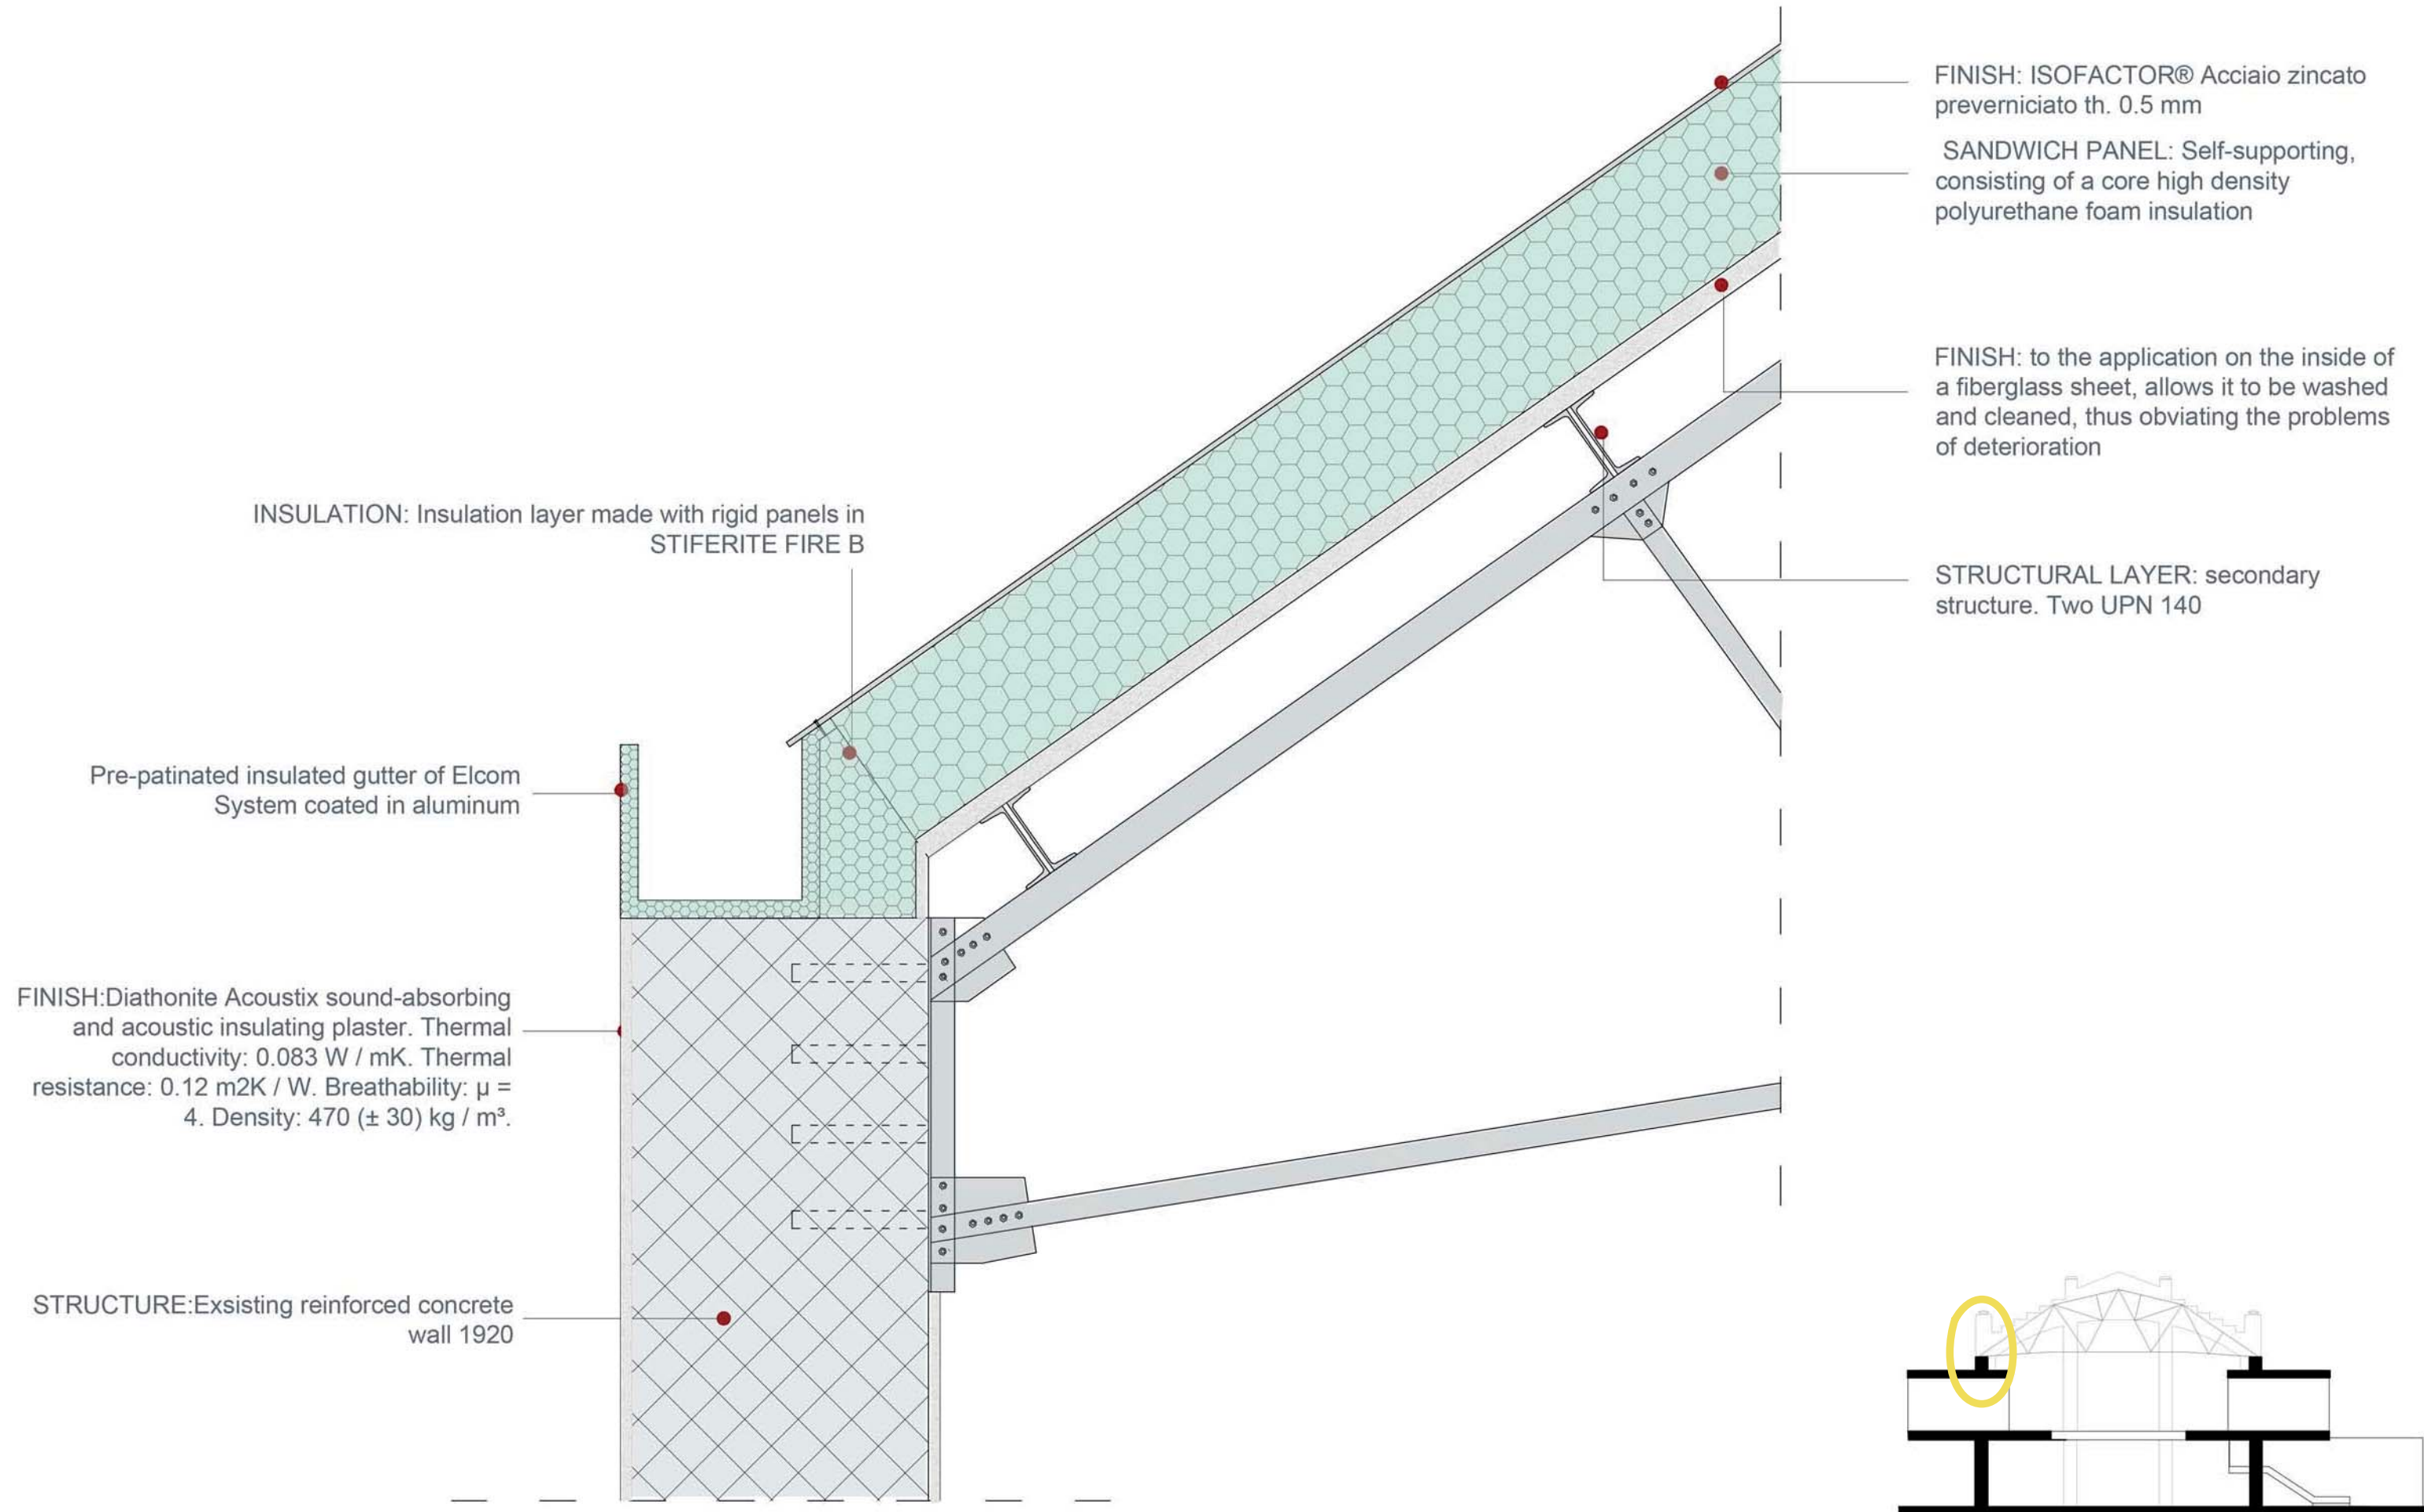 FINISH: ISOFACTOR® Acciaio zincato
preverniciato th. 0.5 mm
SANDWICH PANEL: Self-supporting,
consisting of a core high density
polyurethane foam insulation
FINISH: to the application on the inside of
a fiberglass sheet, allows it to be washed
and cleaned, thus obviating the problems
of deterioration
STRUCTURAL LAYER: secondary
structure. Two UPN 140
INSULATION: Insulation layer made with rigid panels in
STIFERITE FIRE B
Pre-patinated insulated gutter of Elcom
System coated in aluminum
FINISH:Diathonite Acoustix sound-absorbing
and acoustic insulating plaster. Thermal
conductivity: 0.083 W / mK. Thermal
resistance: 0.12 m2K / W. Breathability: μ =
4. Density: 470 (± 30) kg / m³.
STRUCTURE:Exsisting reinforced concrete
wall 1920